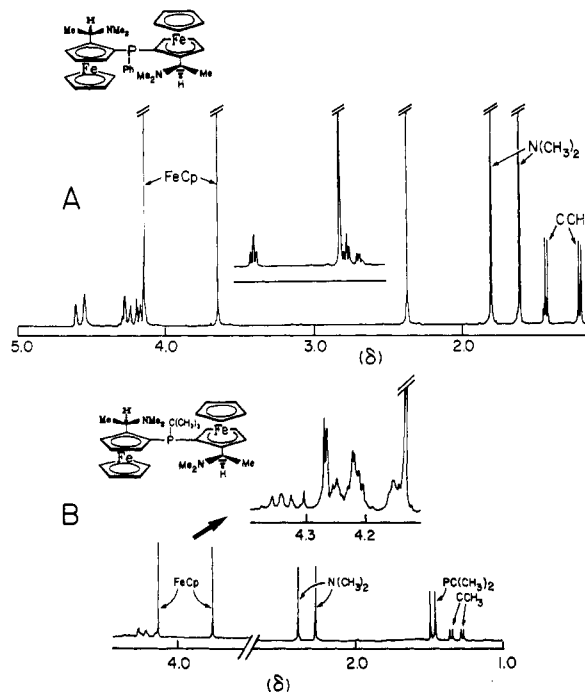 H
Me
NMe2
Fe
P
Fe
Ph
Me2N
Me
H
FeCp
N(CH3)2
A
C CH
5.0
4.0
3.0
2.0
(δ)
H
Me
NMe2
C(CH3)3
Fe
P
Fe
Me2N
Me
H
B
4.3
4.2
FeCp
N(CH3)2
PC(CH3)2
CCH3
4.0
2.0
1.0
(δ)